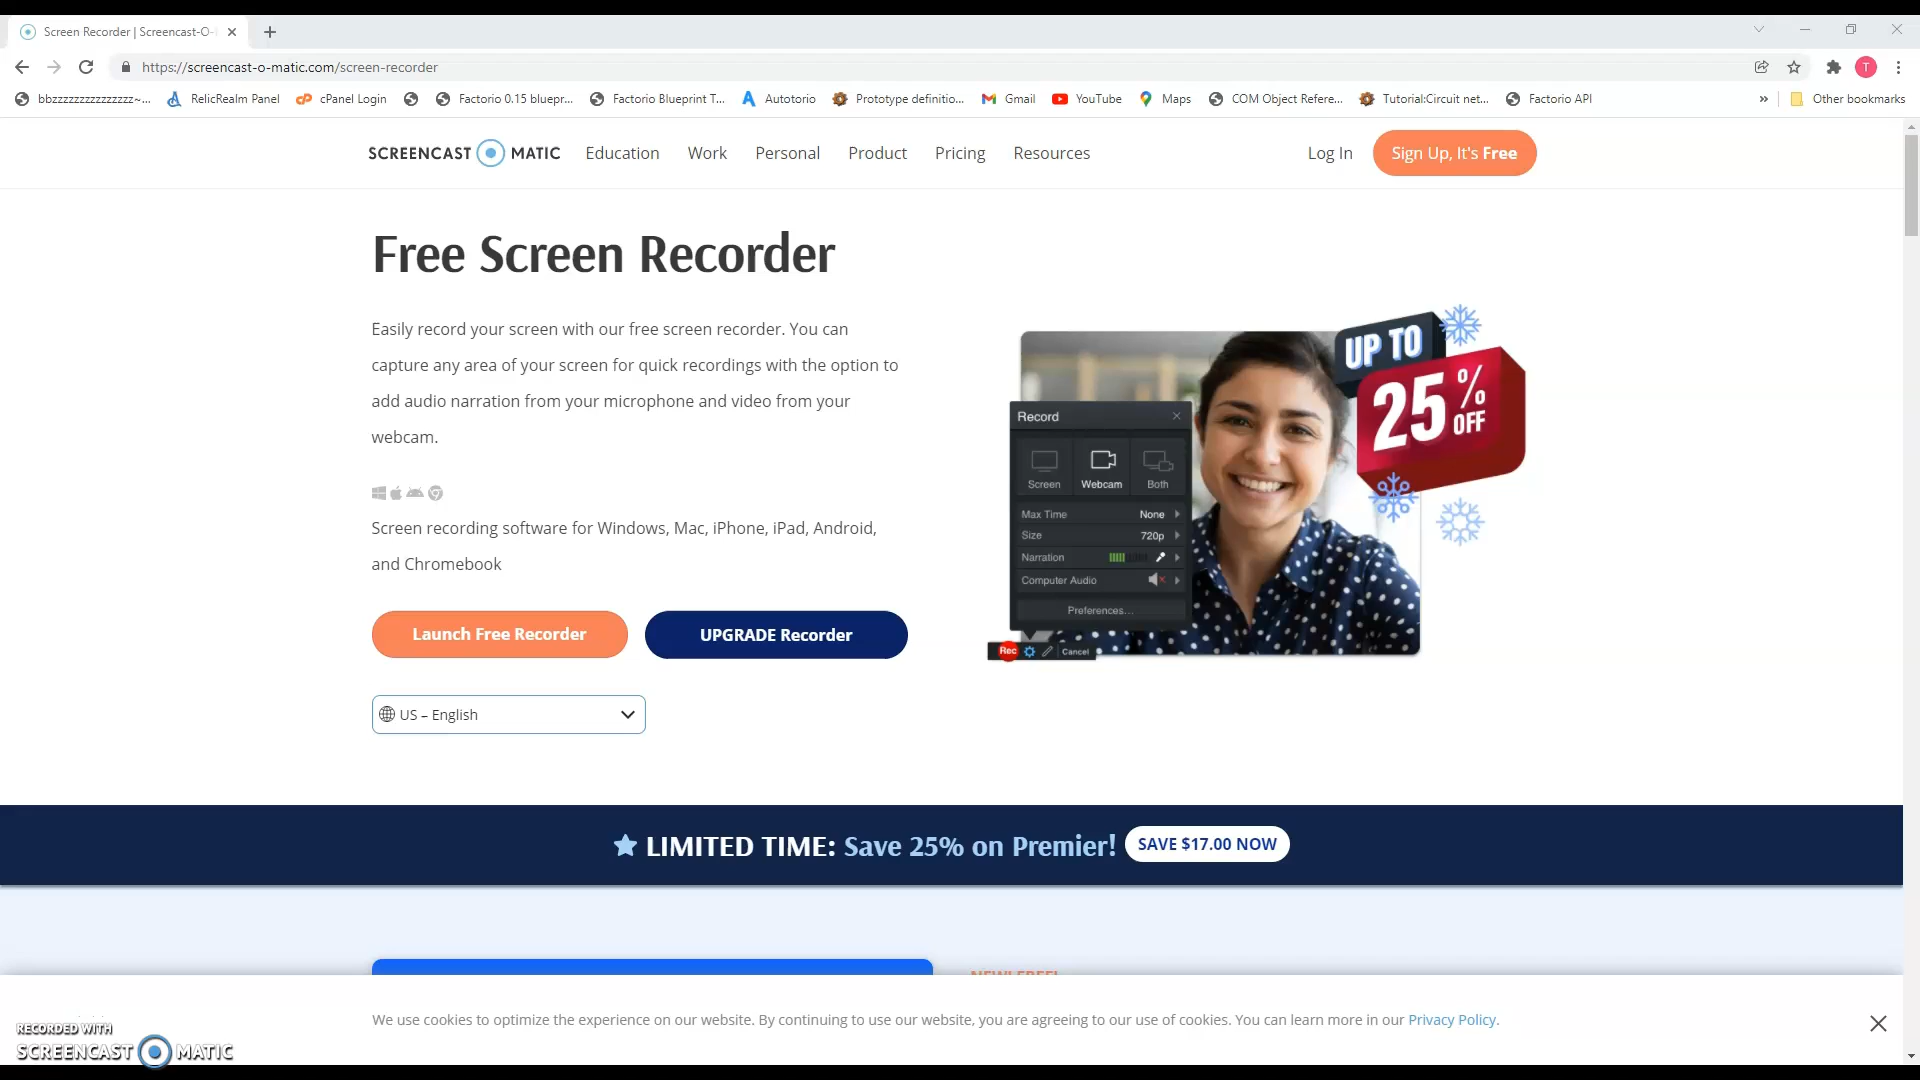 Screen Recorder | Screencast-O-
https://screencast-o-matic.com/screen-recorder
T
bbzzzzzzzzzzzzzzz~...
RelicRealm Panel
cPanel Login
Factorio 0.15 bluepr...
Factorio Blueprint T...
Autotorio
Prototype definitio...
Gmail
YouTube
Maps
COM Object Refere...
Tutorial:Circuit net...
Factorio API
»
Other bookmarks
SCREENCAST MATIC
Education
Work
Personal
Product
Pricing
Resources
Log In
Sign Up, It's Free
Free Screen Recorder
Easily record your screen with our free screen recorder. You can
capture any area of your screen for quick recordings with the option to
add audio narration from your microphone and video from your
webcam.
Screen recording software for Windows, Mac, iPhone, iPad, Android,
and Chromebook
Launch Free Recorder
UPGRADE Recorder
US – English
UP TO
25% OFF
Record
Screen
Webcam
Both
Max Time None
Size 720p
Narration
Computer Audio
Preferences...
Rec
Cancel
LIMITED TIME: Save 25% on Premier!
SAVE $17.00 NOW
We use cookies to optimize the experience on our website. By continuing to use our website, you are agreeing to our use of cookies. You can learn more in our Privacy Policy.
RECORDED WITH
SCREENCAST MATIC